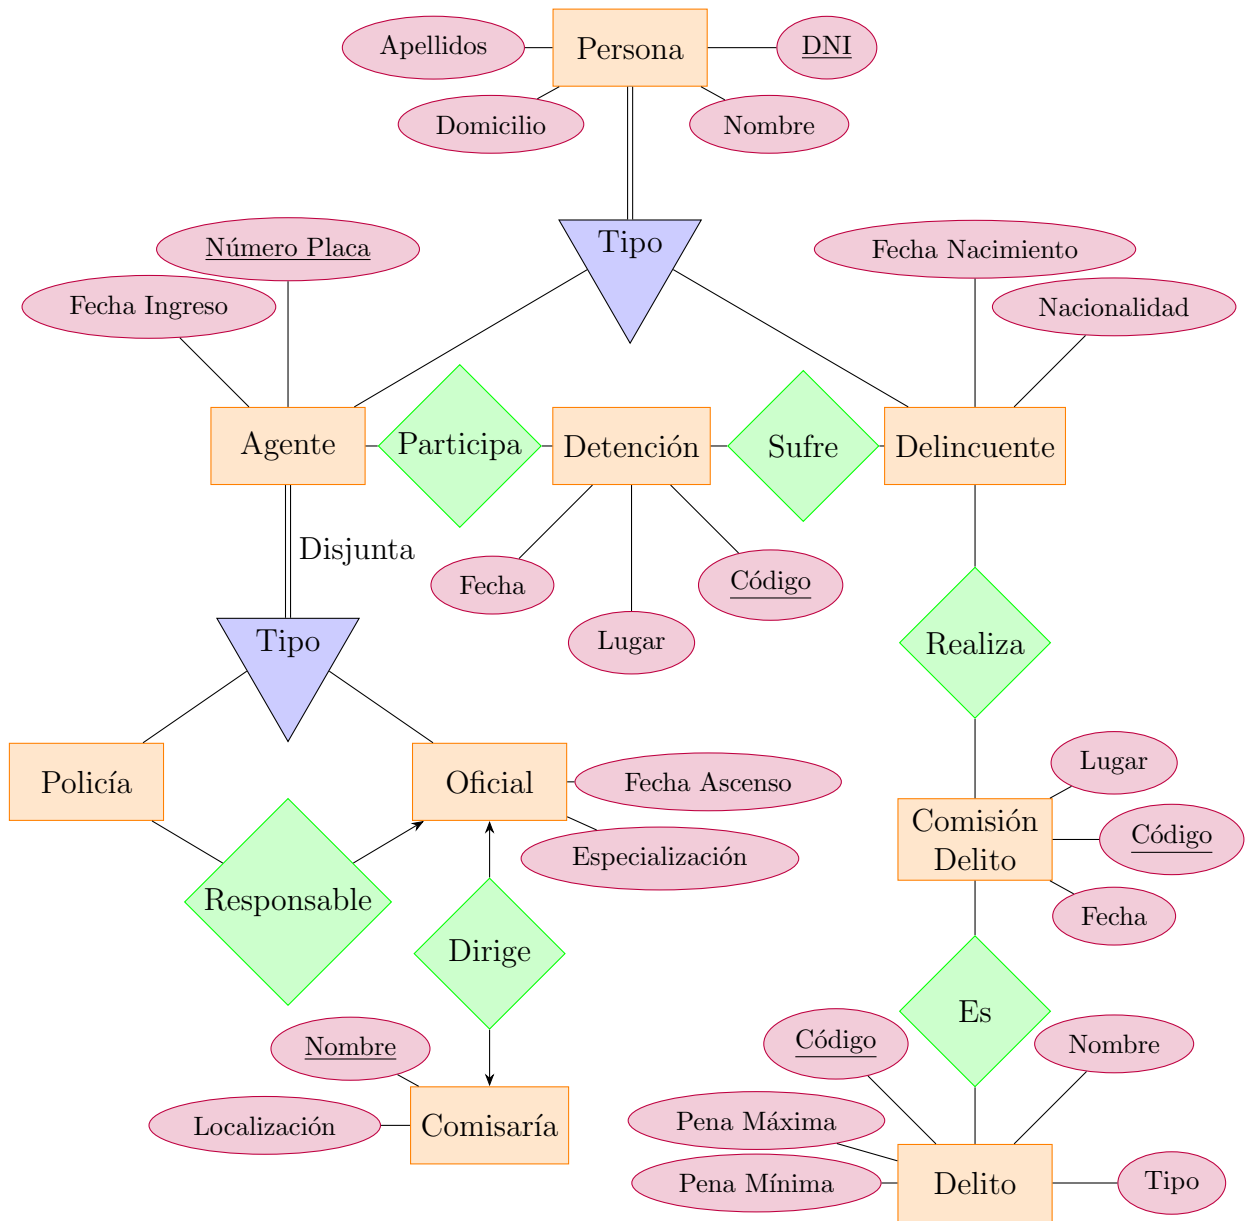 Apellidos
Persona
DNI
Domicilio
Nombre
Tipo
Número Placa
Fecha Nacimiento
Fecha Ingreso
Nacionalidad
Agente
Participa
Detención
Sufre
Delincuente
Disjunta
Fecha
Código
Lugar
Tipo
Realiza
Policía
Oficial
Fecha Ascenso
Lugar
Comisión
Delito
Código
Especialización
Responsable
Fecha
Dirige
Es
Nombre
Código
Nombre
Localización
Comisaría
Pena Máxima
Pena Mínima
Delito
Tipo